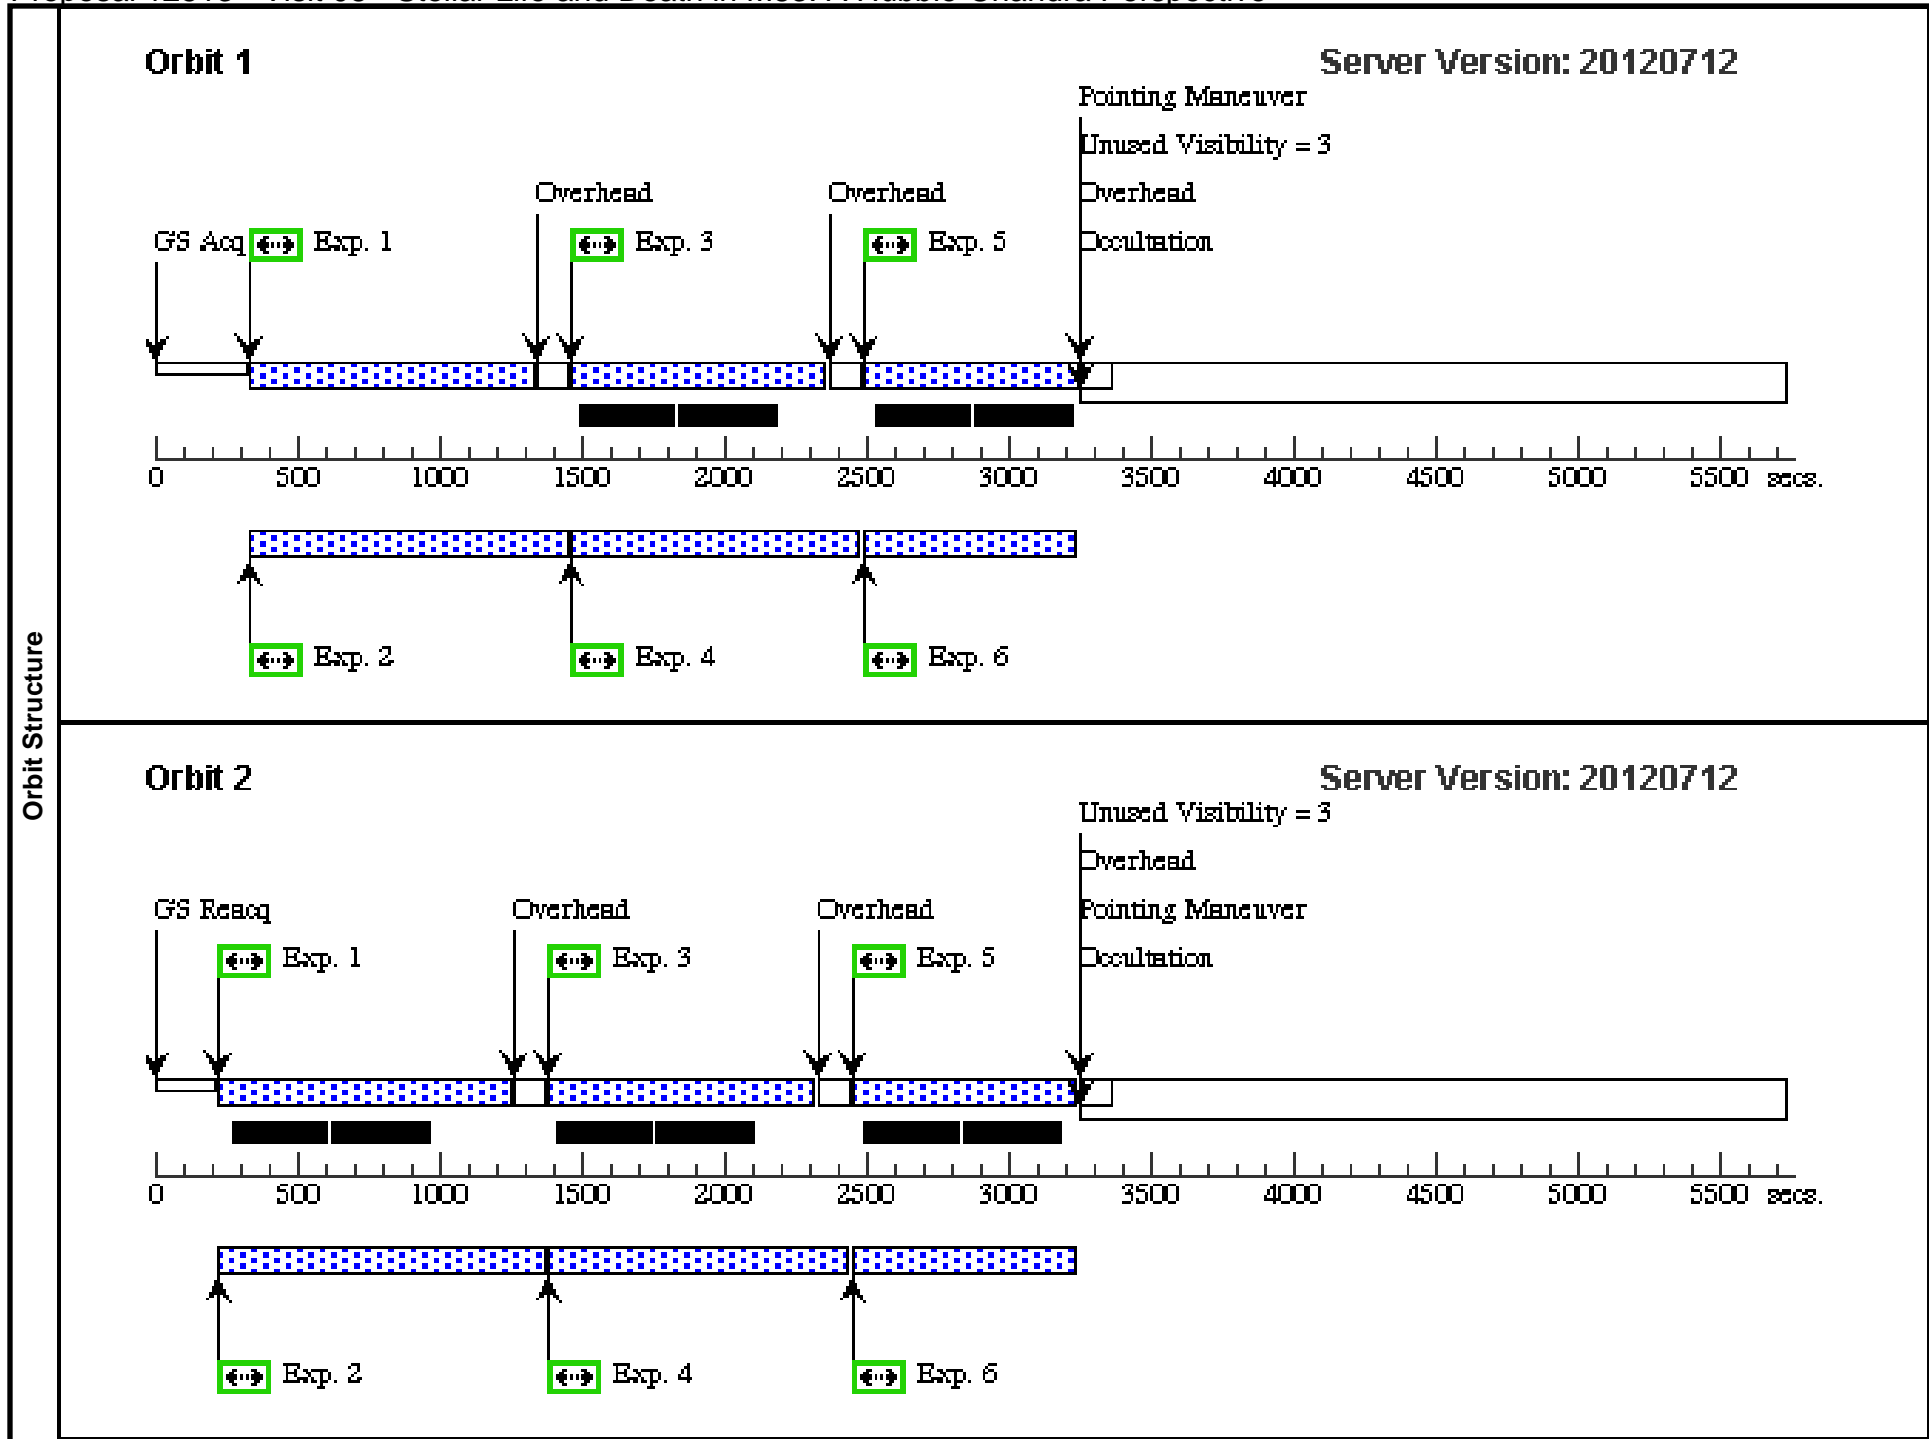 Orbit Structure
Orbit 1
Server Version: 20120712
Pointing Maneuver
Unused Visibility = 3
Overhead
Overhead
Overhead
GS Acq
Exp. 1
Exp. 3
Exp. 5
Occultation
0 500 1000 1500 2000 2500 3000 3500 4000 4500 5000 5500 secs.
Exp. 2
Exp. 4
Exp. 6
Orbit 2
Server Version: 20120712
Unused Visibility = 3
Overhead
GS Reacq
Overhead
Overhead
Pointing Maneuver
Exp. 1
Exp. 3
Exp. 5
Occultation
0 500 1000 1500 2000 2500 3000 3500 4000 4500 5000 5500 secs.
Exp. 2
Exp. 4
Exp. 6